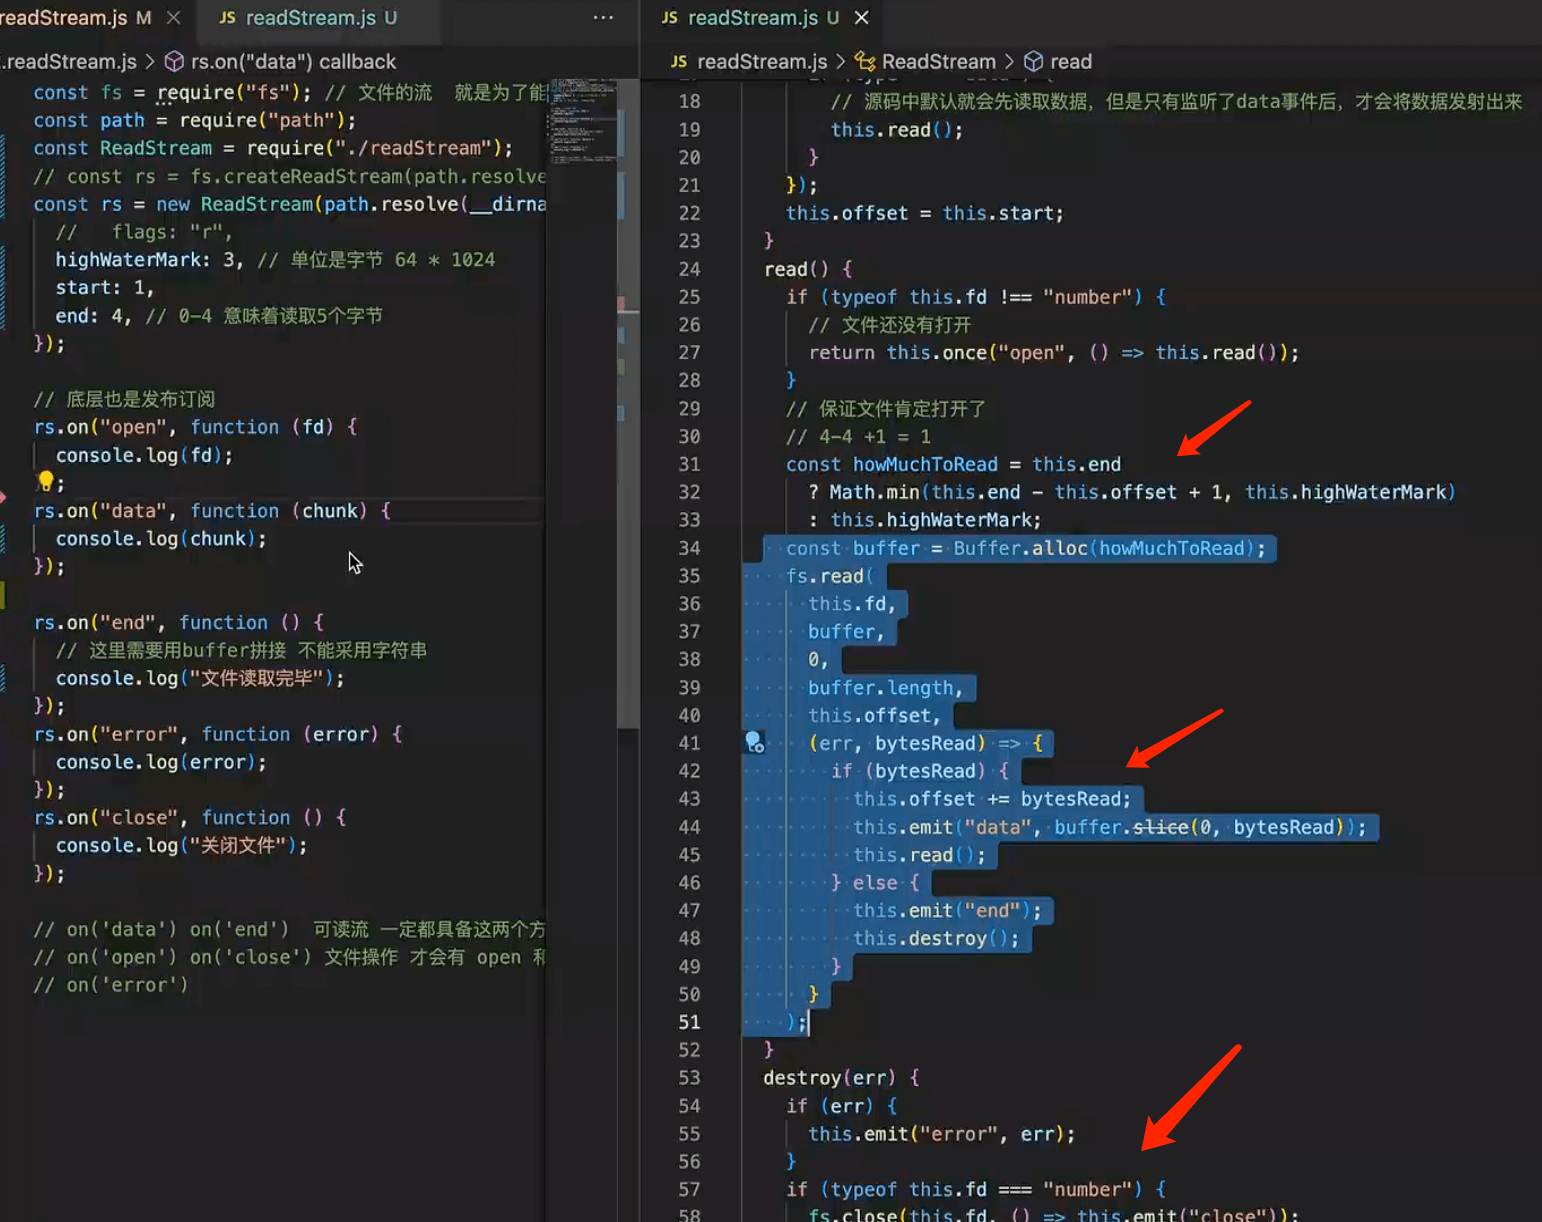 readStream.js M
JS readStream.js U
.readStream.js > rs.on("data") callback
const fs = require("fs"); // 文件的流 就是为了能
const path = require("path");
const ReadStream = require("./readStream");
// const rs = fs.createReadStream(path.resolve
const rs = new ReadStream(path.resolve(__dirna
// flags: "r",
highWaterMark: 3, // 单位是字节 64 * 1024
start: 1,
end: 4, // 0-4 意味着读取5个字节
});
// 底层也是发布订阅
rs.on("open", function (fd) {
console.log(fd);
;
rs.on("data", function (chunk) {
console.log(chunk);
});
rs.on("end", function () {
// 这里需要用buffer拼接 不能采用字符串
console.log("文件读取完毕");
});
rs.on("error", function (error) {
console.log(error);
});
rs.on("close", function () {
console.log("关闭文件");
});
// on('data') on('end') 可读流 一定都具备这两个方
// on('open') on('close') 文件操作 才会有 open 和
// on('error')
JS readStream.js U
JS readStream.js > ReadStream > read
18 // 源码中默认就会先读取数据，但是只有监听了data事件后，才会将数据发射出来
19 this.read();
20 }
21 });
22 this.offset = this.start;
23 }
24 read() {
25 if (typeof this.fd !== "number") {
26 // 文件还没有打开
27 return this.once("open", () => this.read());
28 }
29 // 保证文件肯定打开了
30 // 4-4 +1 = 1
31 const howMuchToRead = this.end
32 ? Math.min(this.end - this.offset + 1, this.highWaterMark)
33 : this.highWaterMark;
34 const buffer = Buffer.alloc(howMuchToRead);
35 fs.read(
36 this.fd,
37 buffer,
38 0,
39 buffer.length,
40 this.offset,
41 (err, bytesRead) => {
42 if (bytesRead) {
43 this.offset += bytesRead;
44 this.emit("data", buffer.slice(0, bytesRead));
45 this.read();
46 } else {
47 this.emit("end");
48 this.destroy();
49 }
50 }
51 );
52 }
53 destroy(err) {
54 if (err) {
55 this.emit("error", err);
56 }
57 if (typeof this.fd === "number") {
58 fs.close(this.fd, () => this.emit("close"));